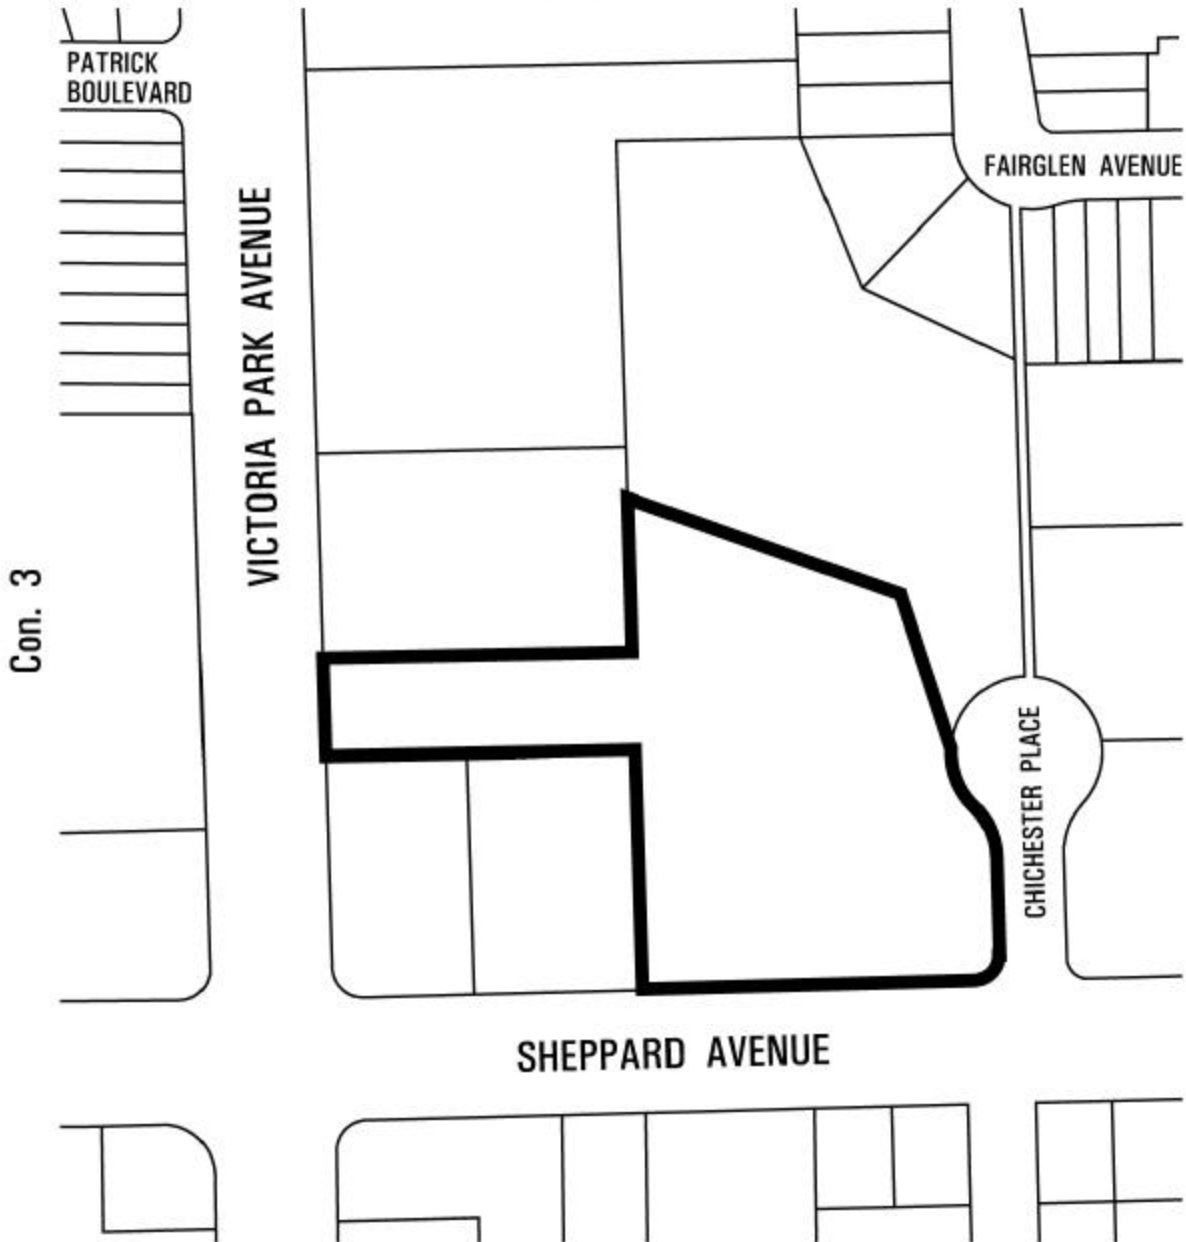 PATRICK
BOULEVARD
FAIRGLEN AVENUE
VICTORIA PARK AVENUE
Con. 3
CHICHESTER PLACE
SHEPPARD AVENUE